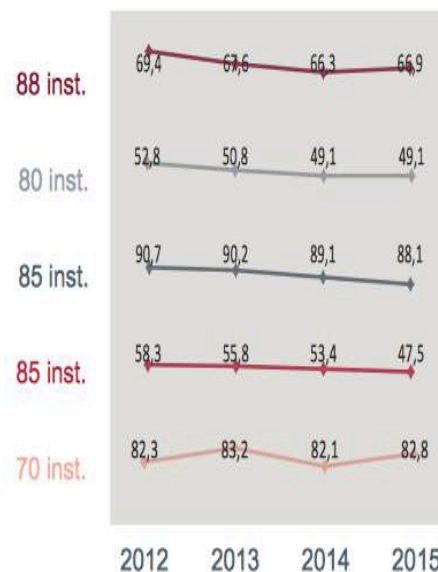 69,4 67,6 66,3 66,9
88 inst.
52,8 50,8 49,1 49,1
80 inst.
90,7 90,2 89,1 88,1
85 inst.
58,3 55,8 53,4 47,5
85 inst.
82,3 83,2 82,1 82,8
70 inst.
2012 2013 2014 2015